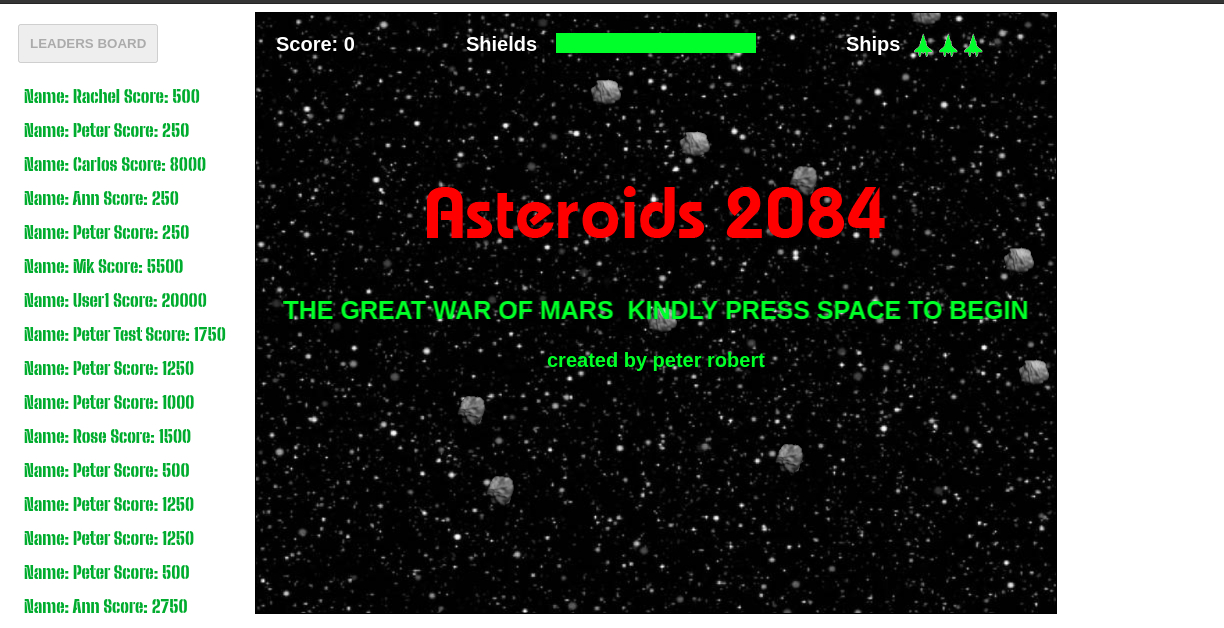 LEADERS BOARD
Name: Rachel Score: 500
Name: Peter Score: 250
Name: Carlos Score: 8000
Name: Ann Score: 250
Name: Peter Score: 250
Name: Mk Score: 5500
Name: User1 Score: 20000
Name: Peter Test Score: 1750
Name: Peter Score: 1250
Name: Peter Score: 1000
Name: Rose Score: 1500
Name: Peter Score: 500
Name: Peter Score: 1250
Name: Peter Score: 1250
Name: Peter Score: 500
Name: Ann Score: 2750
Score: 0 Shields Ships
Asteroids 2084
THE GREAT WAR OF MARS KINDLY PRESS SPACE TO BEGIN
created by peter robert